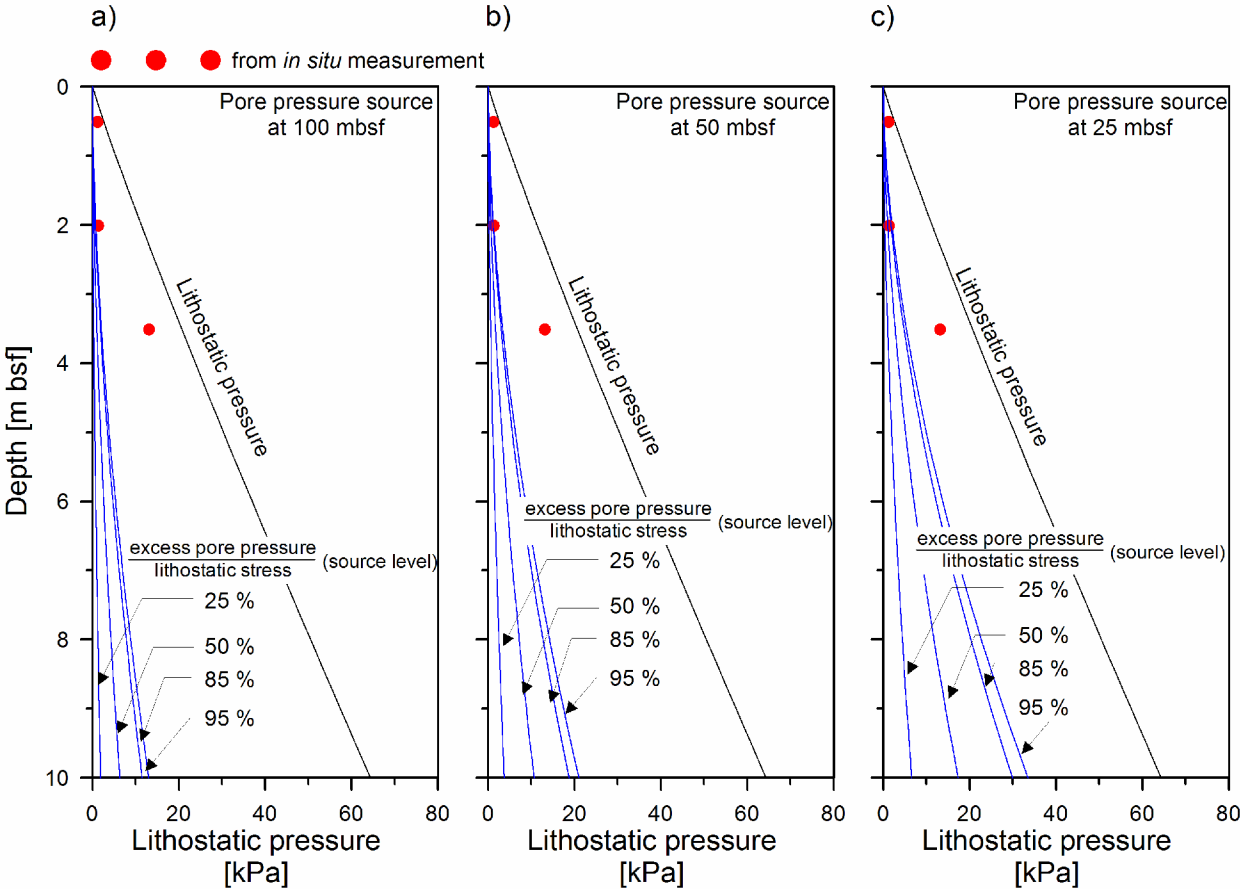 a)
b)
c)
from in situ measurement
Pore pressure source
at 100 mbsf
Pore pressure source
at 50 mbsf
Pore pressure source
at 25 mbsf
Depth [m bsf]
0
2
4
6
8
10
Lithostatic pressure
Lithostatic pressure
Lithostatic pressure
excess pore pressure
lithostatic stress
(source level)
25 %
50 %
85 %
95 %
excess pore pressure
lithostatic stress
(source level)
25 %
50 %
85 %
95 %
excess pore pressure
lithostatic stress
(source level)
25 %
50 %
85 %
95 %
0 20 40 60 80
0 20 40 60 80
0 20 40 60 80
Lithostatic pressure
[kPa]
Lithostatic pressure
[kPa]
Lithostatic pressure
[kPa]